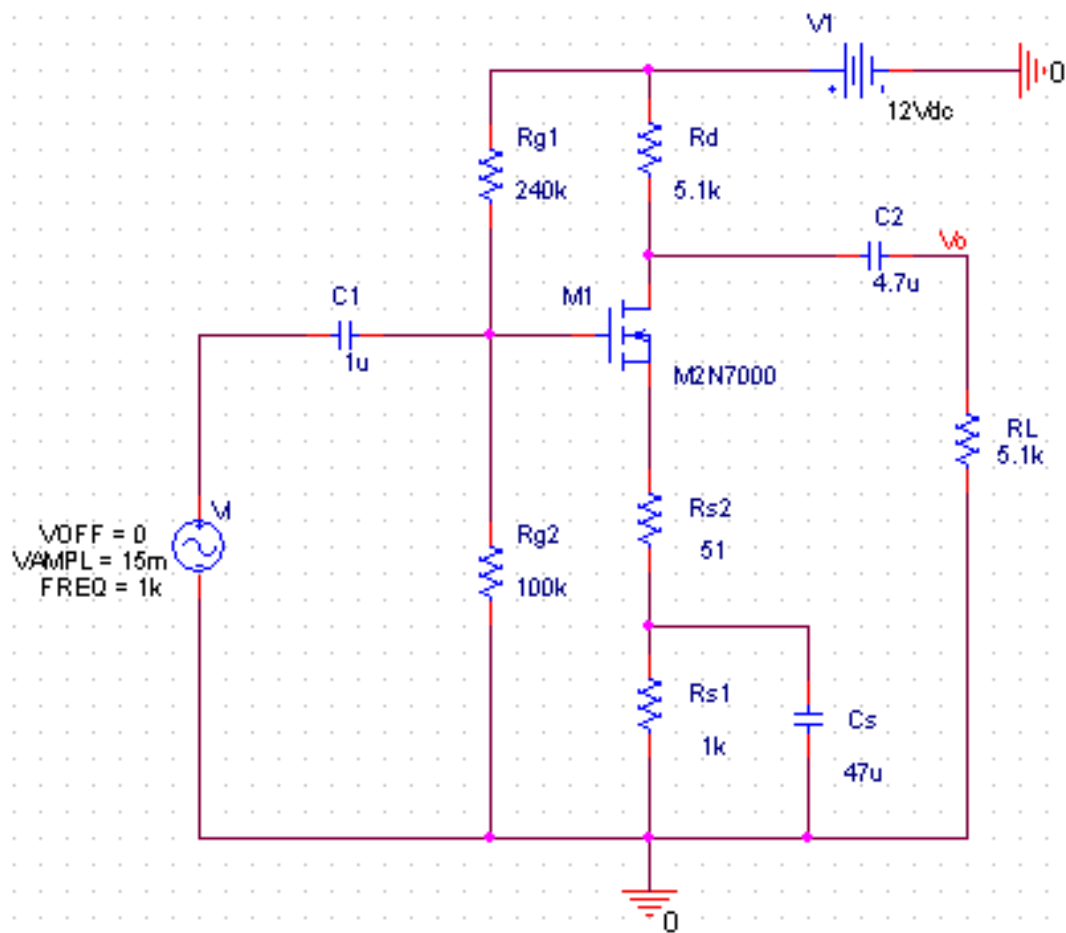 V1
0
12Vdc
Rg1
240k
Rd
5.1k
C2
4.7u
Vo
C1
1u
M1
M2N7000
RL
5.1k
Vi
VOFF = 0
VAMPL = 15m
FREQ = 1k
Rg2
100k
Rs2
51
Rs1
1k
Cs
47u
0